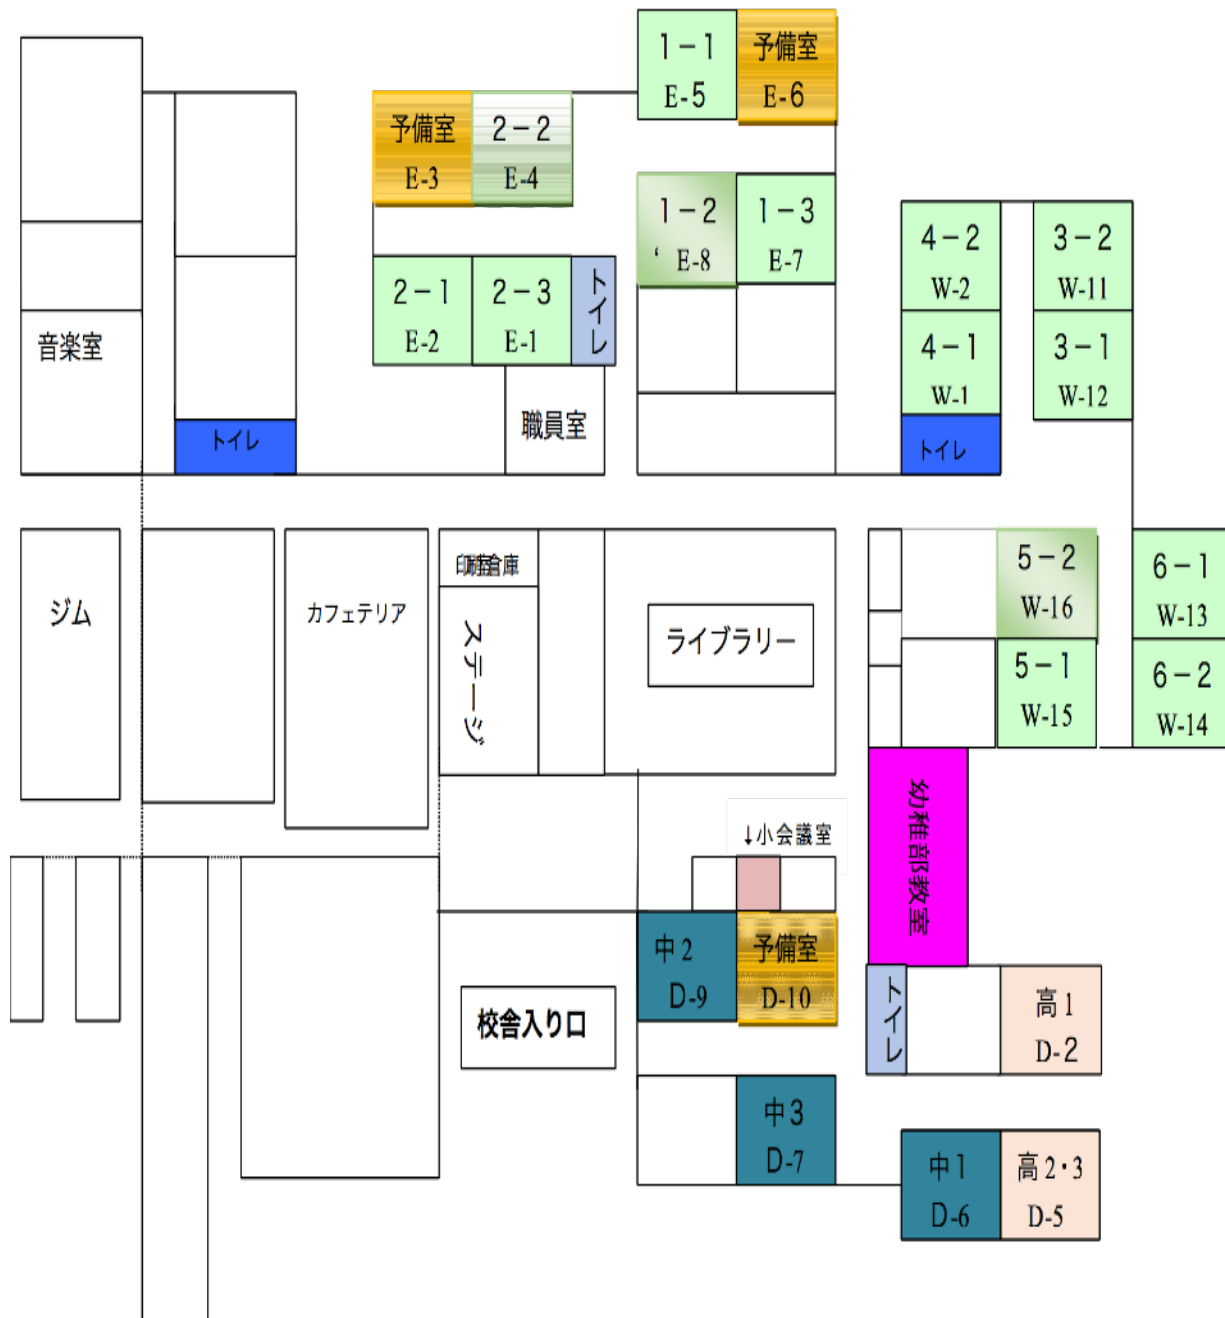 1－1
E-5
予備室
E-6
予備室
E-3
2－2
E-4
1－2
‘ E-8
1－3
E-7
4－2
W-2
3－2
W-11
2－1
E-2
2－3
E-1
トイレ
音楽室
4－1
W-1
3－1
W-12
職員室
トイレ
トイレ
ジム
カフェテリア
倉庫
ステージ
ライブラリー
5－2
W-16
6－1
W-13
5－1
W-15
6－2
W-14
幼稚部教室
↓小会議室
中2
D-9
予備室
D-10
校舎入り口
トイレ
高1
D-2
中3
D-7
中1
D-6
高2・3
D-5